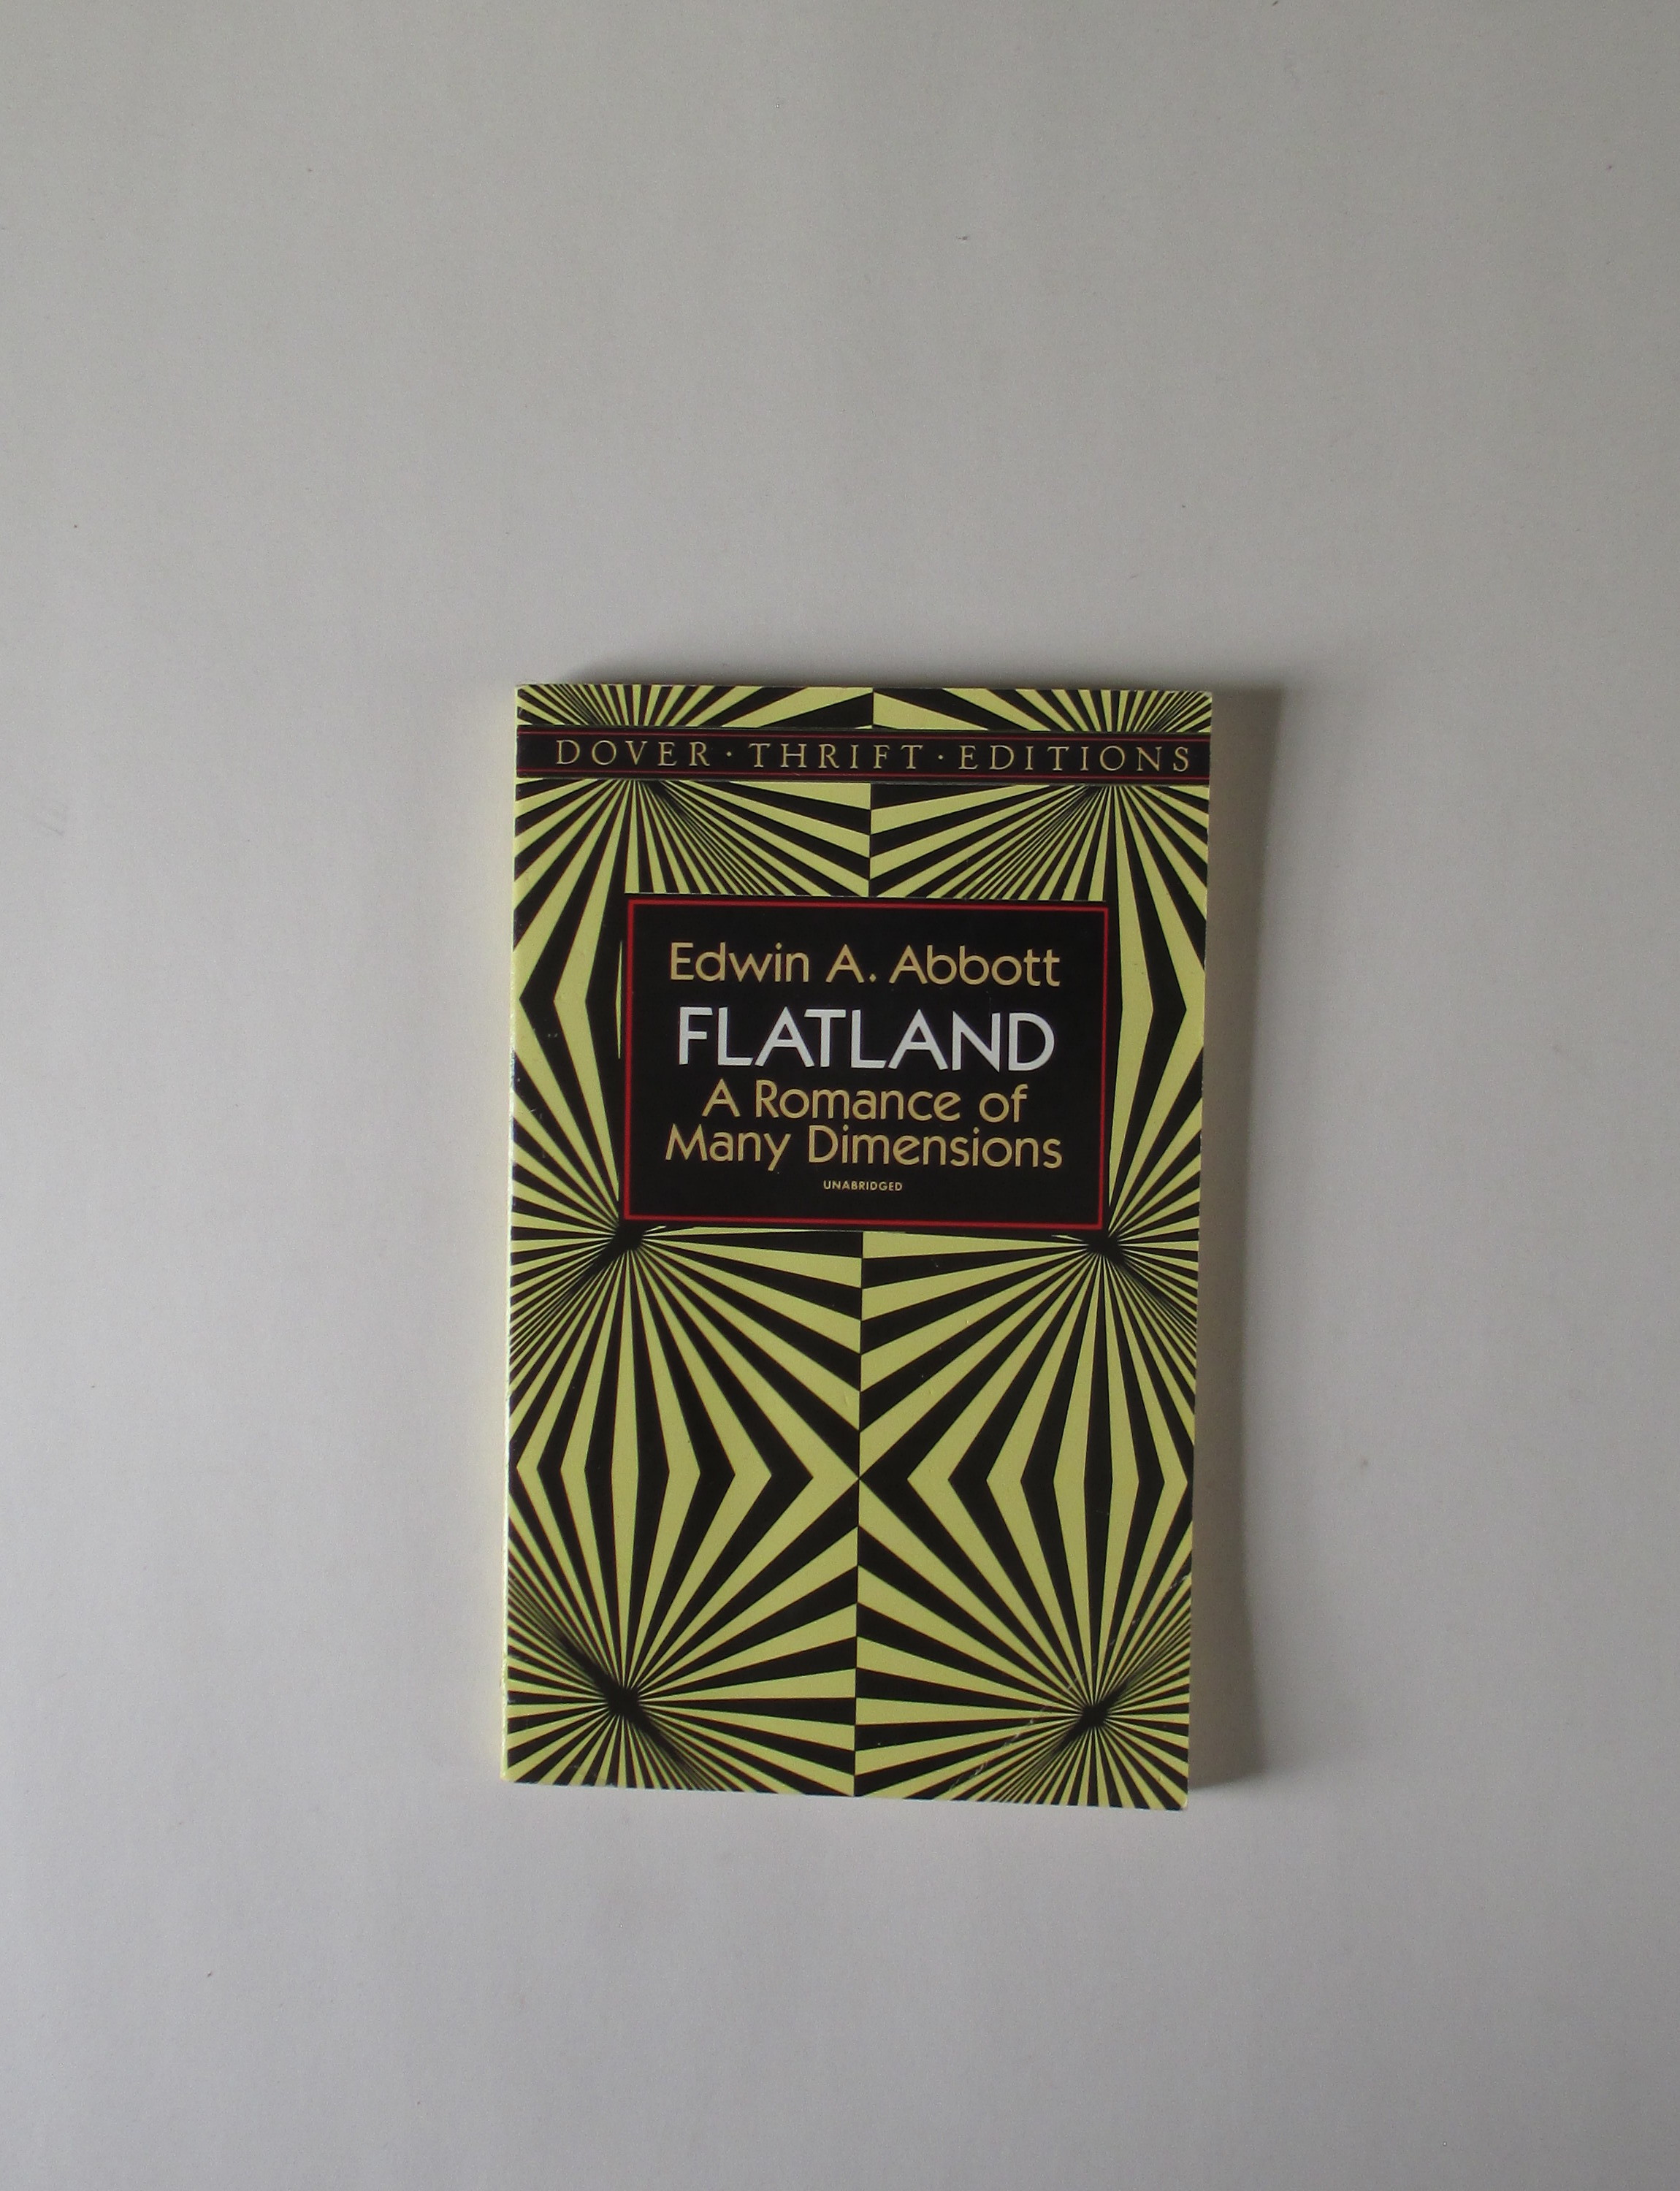 DOVER · THRIFT · EDITIONS
Edwin A. Abbott
FLATLAND
A Romance of
Many Dimensions
UNABRIDGED